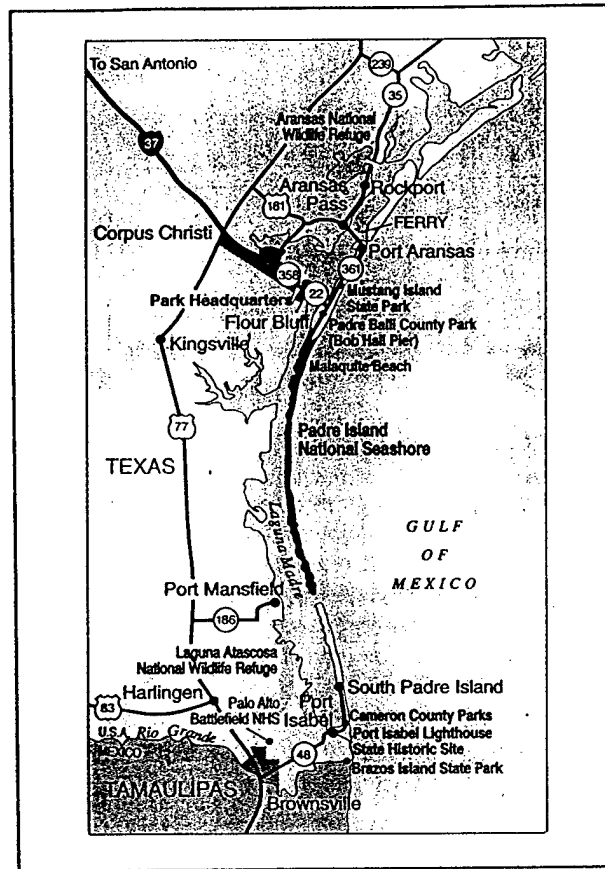 To San Antonio
239
35
37
Aransas National
Wildlife Refuge
Aransas
Pass
Rockport
181
FERRY
Corpus Christi
Port Aransas
358
361
Mustang Island
State Park
Park Headquarters
22
Padre Balli County Park
(Bob Hall Pier)
Flour Bluff
Kingsville
Malaquite Beach
77
Padre Island
National Seashore
TEXAS
GULF
OF
MEXICO
Laguna Madre
Port Mansfield
186
Laguna Atascosa
National Wildlife Refuge
South Padre Island
Harlingen
83
Palo Alto
Battlefield NHS
Port
Isabel
Cameron County Parks
Port Isabel Lighthouse
State Historic Site
U.S.A. Rio Grande
MEXICO
48
Brazos Island State Park
TAMAULIPAS
Brownsville